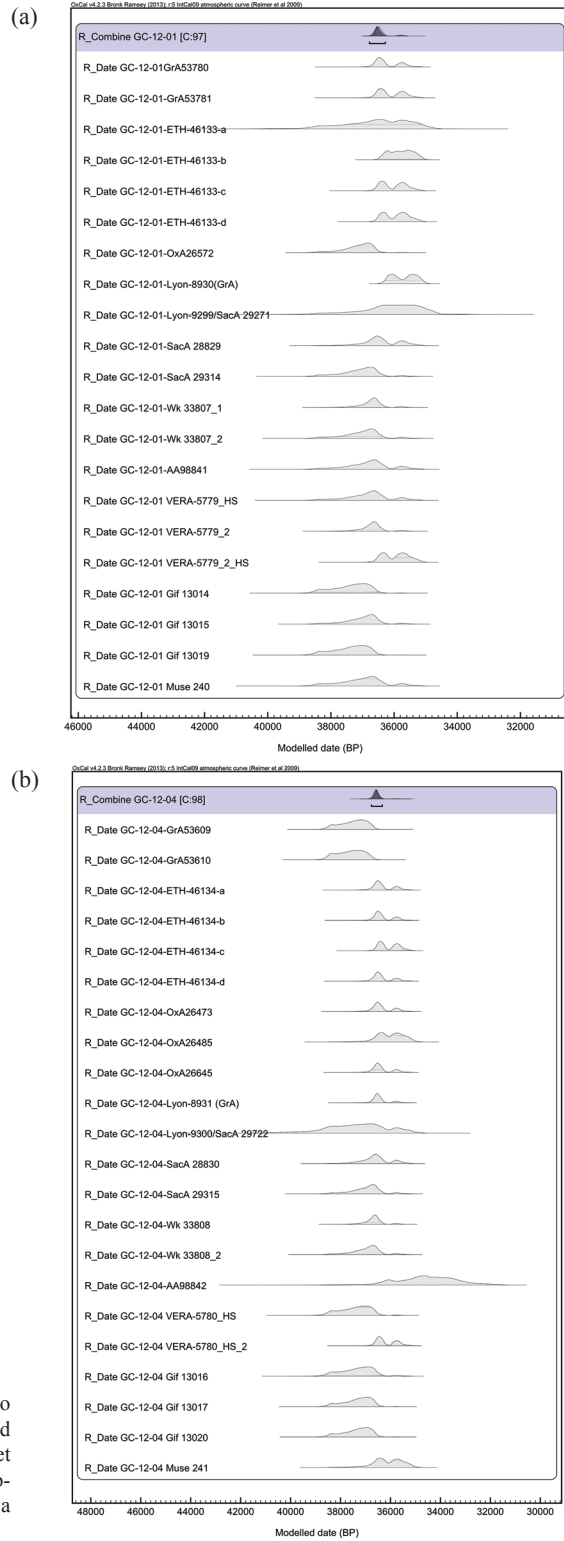 OxCal v4.2.3 Bronk Ramsey (2013); r:5 IntCal09 atmospheric curve (Reimer et al 2009)
(a)
R_Combine GC-12-01 [C:97]
R_Date GC-12-01GrA53780
R_Date GC-12-01-GrA53781
R_Date GC-12-01-ETH-46133-a
R_Date GC-12-01-ETH-46133-b
R_Date GC-12-01-ETH-46133-c
R_Date GC-12-01-ETH-46133-d
R_Date GC-12-01-OxA26572
R_Date GC-12-01-Lyon-8930(GrA)
R_Date GC-12-01-Lyon-9299/SacA 29271
R_Date GC-12-01-SacA 28829
R_Date GC-12-01-SacA 29314
R_Date GC-12-01-Wk 33807_1
R_Date GC-12-01-Wk 33807_2
R_Date GC-12-01-AA98841
R_Date GC-12-01 VERA-5779_HS
R_Date GC-12-01 VERA-5779_2
R_Date GC-12-01 VERA-5779_2_HS
R_Date GC-12-01 Gif 13014
R_Date GC-12-01 Gif 13015
R_Date GC-12-01 Gif 13019
R_Date GC-12-01 Muse 240
46000 44000 42000 40000 38000 36000 34000 32000
Modelled date (BP)
OxCal v4.2.3 Bronk Ramsey (2013); r:5 IntCal09 atmospheric curve (Reimer et al 2009)
(b)
R_Combine GC-12-04 [C:98]
R_Date GC-12-04-GrA53609
R_Date GC-12-04-GrA53610
R_Date GC-12-04-ETH-46134-a
R_Date GC-12-04-ETH-46134-b
R_Date GC-12-04-ETH-46134-c
R_Date GC-12-04-ETH-46134-d
R_Date GC-12-04-OxA26473
R_Date GC-12-04-OxA26485
R_Date GC-12-04-OxA26645
R_Date GC-12-04-Lyon-8931 (GrA)
R_Date GC-12-04-Lyon-9300/SacA 29722
R_Date GC-12-04-SacA 28830
R_Date GC-12-04-SacA 29315
R_Date GC-12-04-Wk 33808
R_Date GC-12-04-Wk 33808_2
R_Date GC-12-04-AA98842
R_Date GC-12-04 VERA-5780_HS
R_Date GC-12-04 VERA-5780_HS_2
R_Date GC-12-04 Gif 13016
R_Date GC-12-04 Gif 13017
R_Date GC-12-04 Gif 13020
R_Date GC-12-04 Muse 241
48000 46000 44000 42000 40000 38000 36000 34000 32000 30000
Modelled date (BP)
o
d
et
p-
a